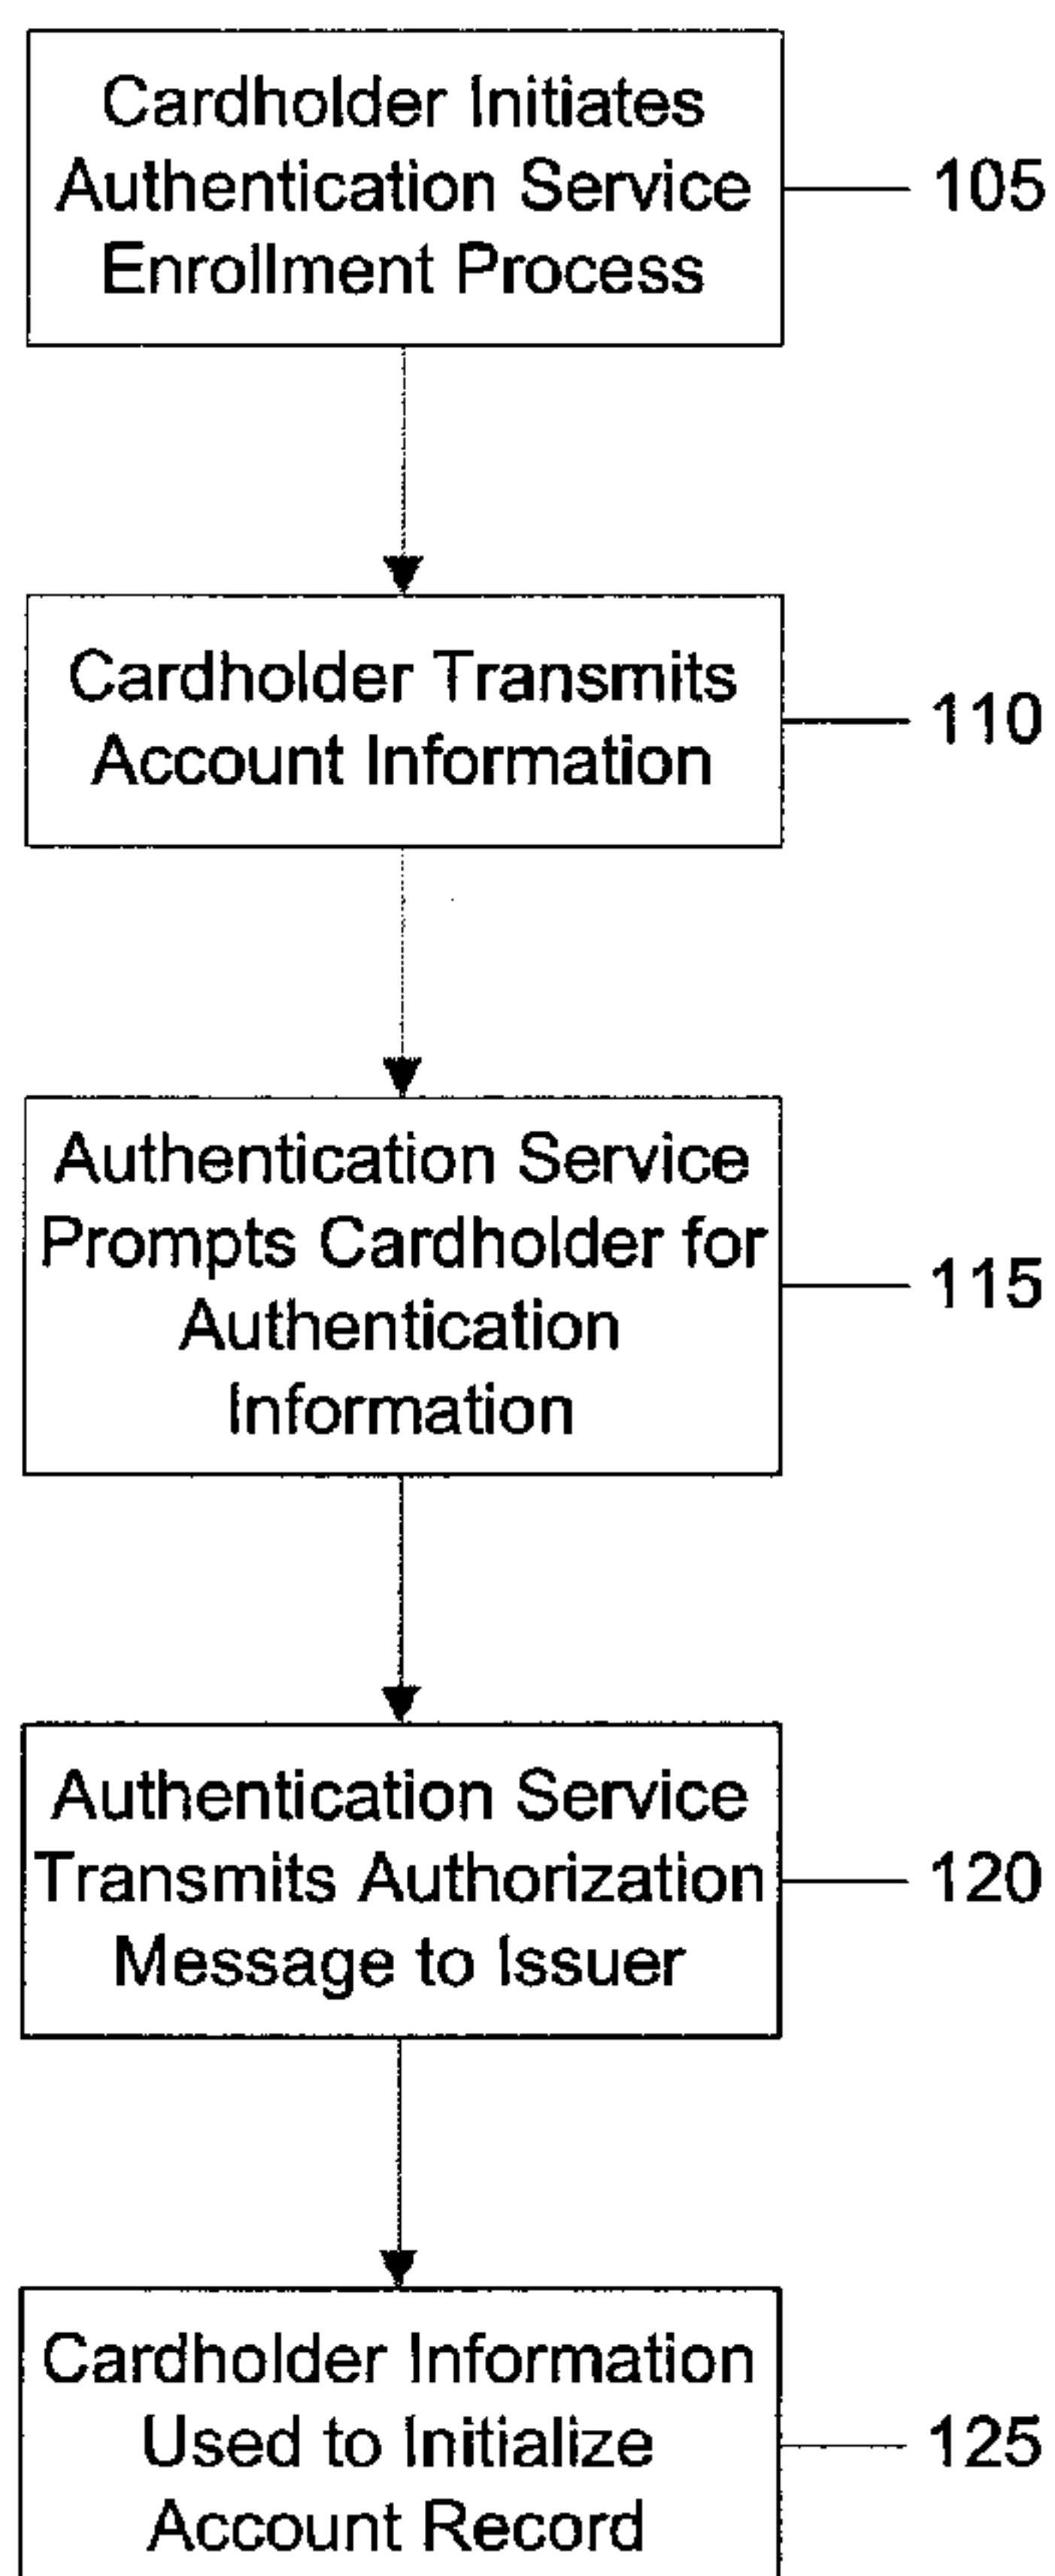 Cardholder Initiates
Authentication Service
Enrollment Process
105
Cardholder Transmits
Account Information
110
Authentication Service
Prompts Cardholder for
Authentication
Information
115
Authentication Service
Transmits Authorization
Message to Issuer
120
Cardholder Information
Used to Initialize
Account Record
125